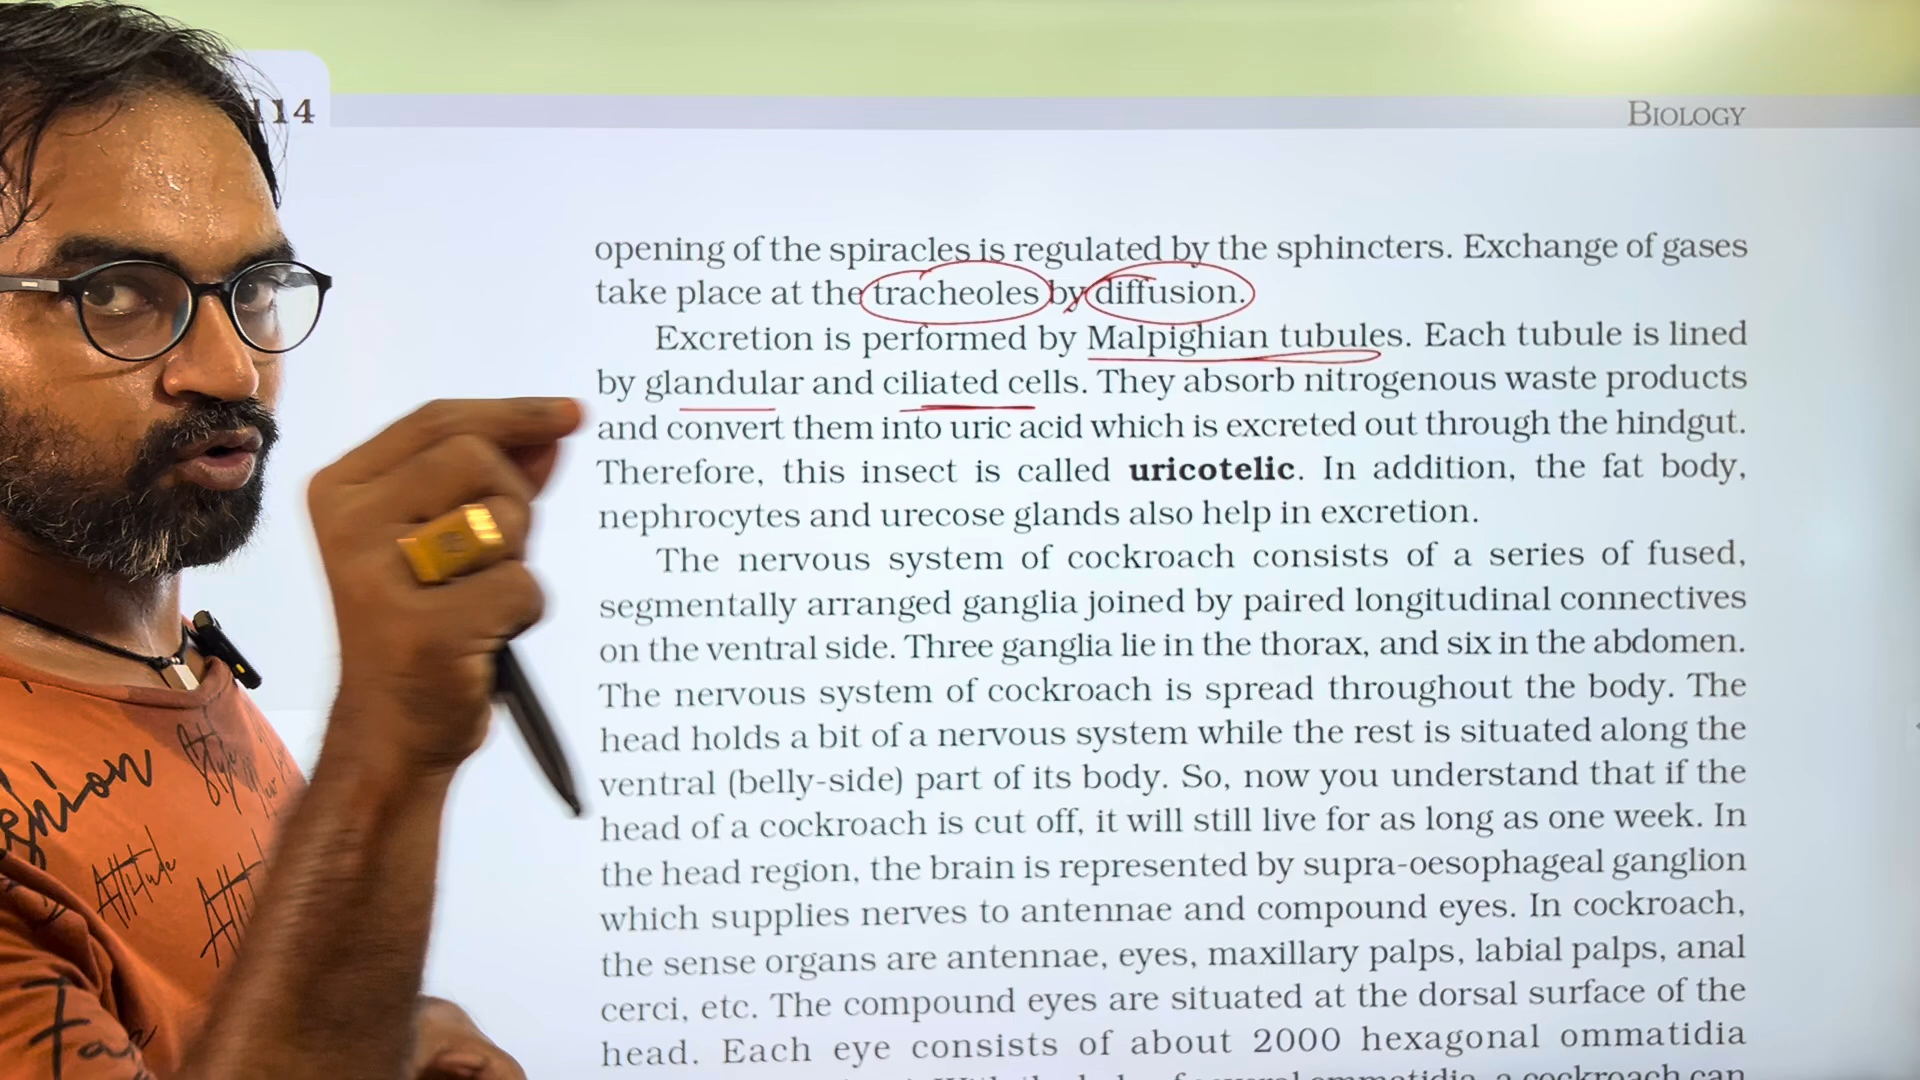 114
BIOLOGY
opening of the spiracles is regulated by the sphincters. Exchange of gases
take place at the tracheoles by diffusion.
Excretion is performed by Malpighian tubules. Each tubule is lined
by glandular and ciliated cells. They absorb nitrogenous waste products
and convert them into uric acid which is excreted out through the hindgut.
Therefore, this insect is called uricotelic. In addition, the fat body,
nephrocytes and urecose glands also help in excretion.
The nervous system of cockroach consists of a series of fused,
segmentally arranged ganglia joined by paired longitudinal connectives
on the ventral side. Three ganglia lie in the thorax, and six in the abdomen.
The nervous system of cockroach is spread throughout the body. The
head holds a bit of a nervous system while the rest is situated along the
ventral (belly-side) part of its body. So, now you understand that if the
head of a cockroach is cut off, it will still live for as long as one week. In
the head region, the brain is represented by supra-oesophageal ganglion
which supplies nerves to antennae and compound eyes. In cockroach,
the sense organs are antennae, eyes, maxillary palps, labial palps, anal
cerci, etc. The compound eyes are situated at the dorsal surface of the
head. Each eye consists of about 2000 hexagonal ommatidia
a cockroach can
Style
Attitude